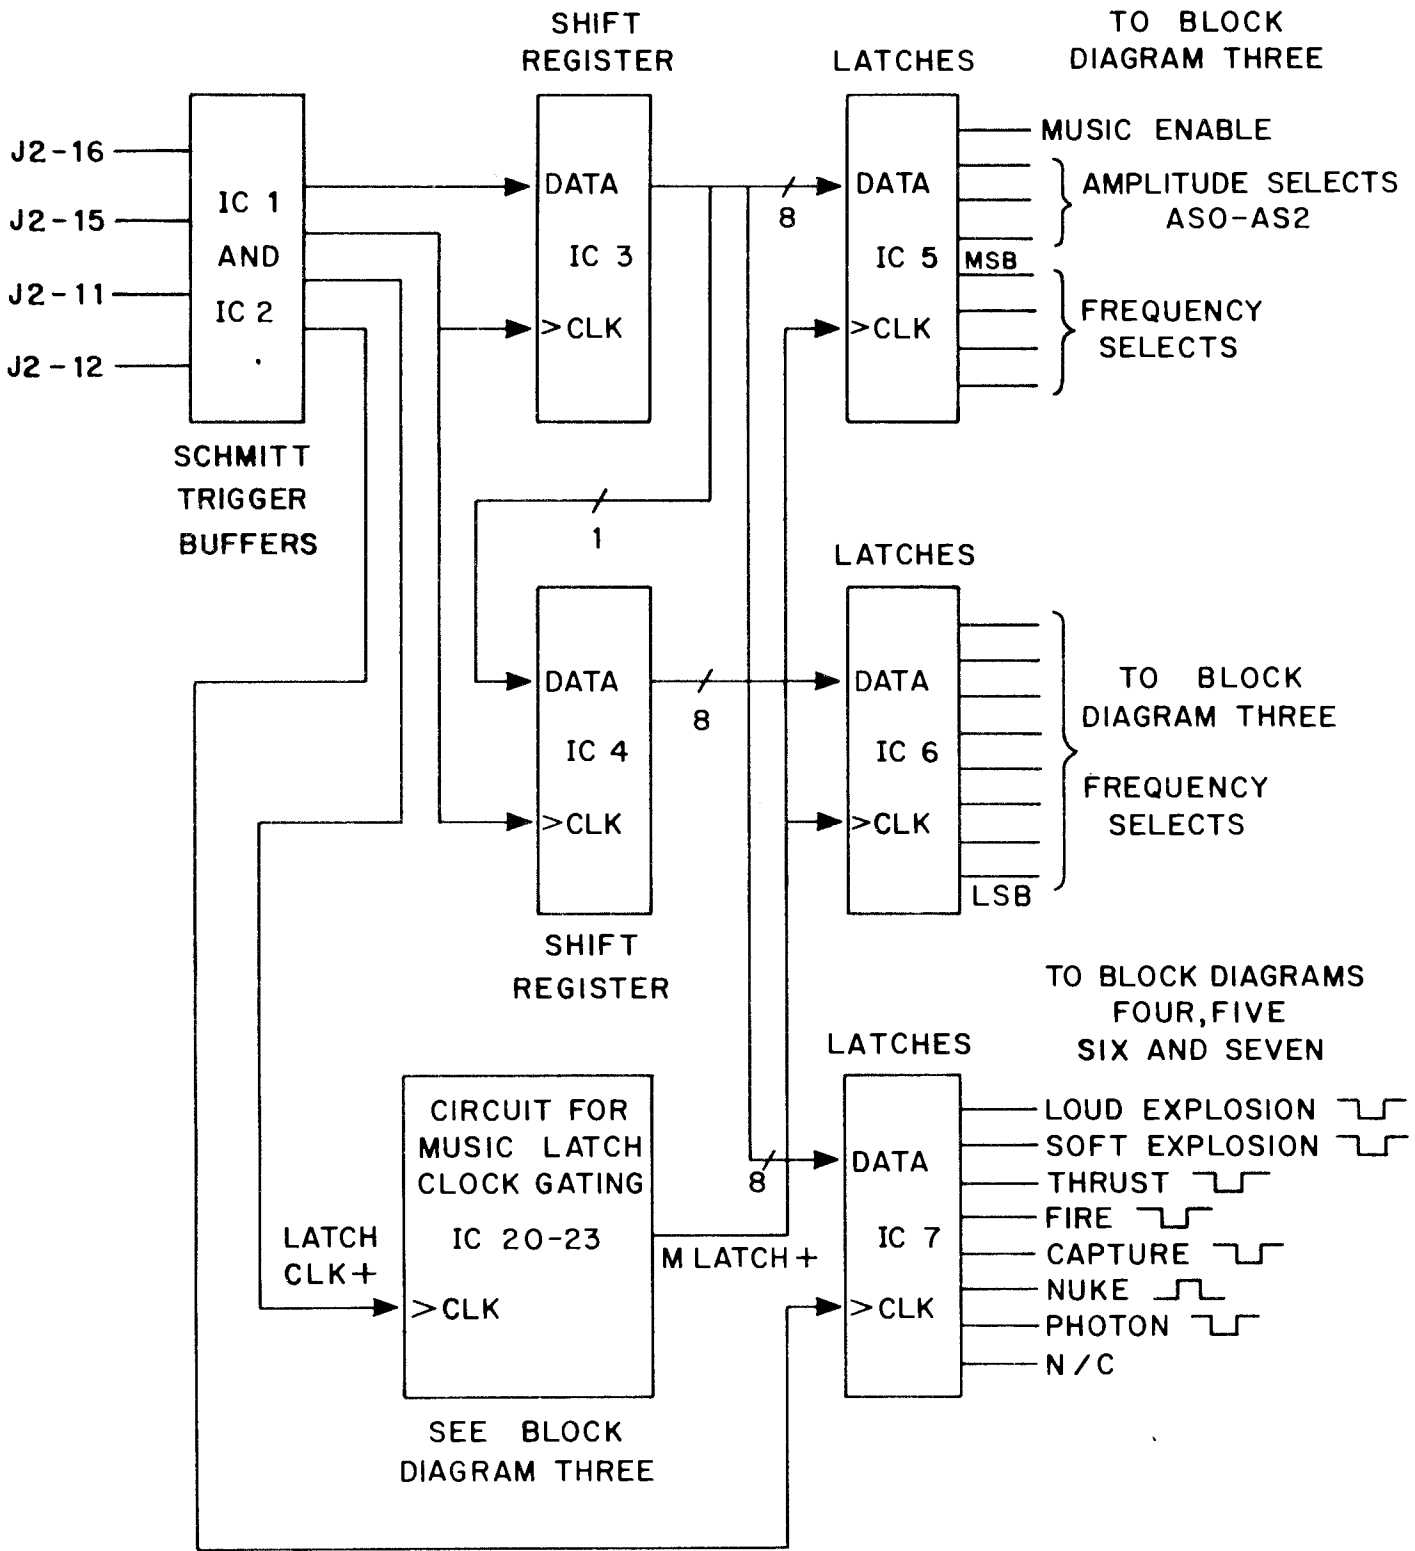 SHIFT
REGISTER
LATCHES
TO BLOCK
DIAGRAM THREE
J2-16
J2-15
J2-11
J2-12
IC 1
AND
IC 2
SCHMITT
TRIGGER
BUFFERS
DATA
IC 3
>CLK
8
DATA
IC 5
>CLK
MUSIC ENABLE
AMPLITUDE SELECTS
ASO-AS2
MSB
FREQUENCY
SELECTS
1
LATCHES
DATA
IC 4
>CLK
SHIFT
REGISTER
8
DATA
IC 6
>CLK
TO BLOCK
DIAGRAM THREE
FREQUENCY
SELECTS
LSB
TO BLOCK DIAGRAMS
FOUR, FIVE
SIX AND SEVEN
LATCHES
CIRCUIT FOR
MUSIC LATCH
CLOCK GATING
IC 20-23
>CLK
LATCH
CLK+
M LATCH+
SEE BLOCK
DIAGRAM THREE
8
DATA
IC 7
>CLK
LOUD EXPLOSION
SOFT EXPLOSION
THRUST
FIRE
CAPTURE
NUKE
PHOTON
N/C